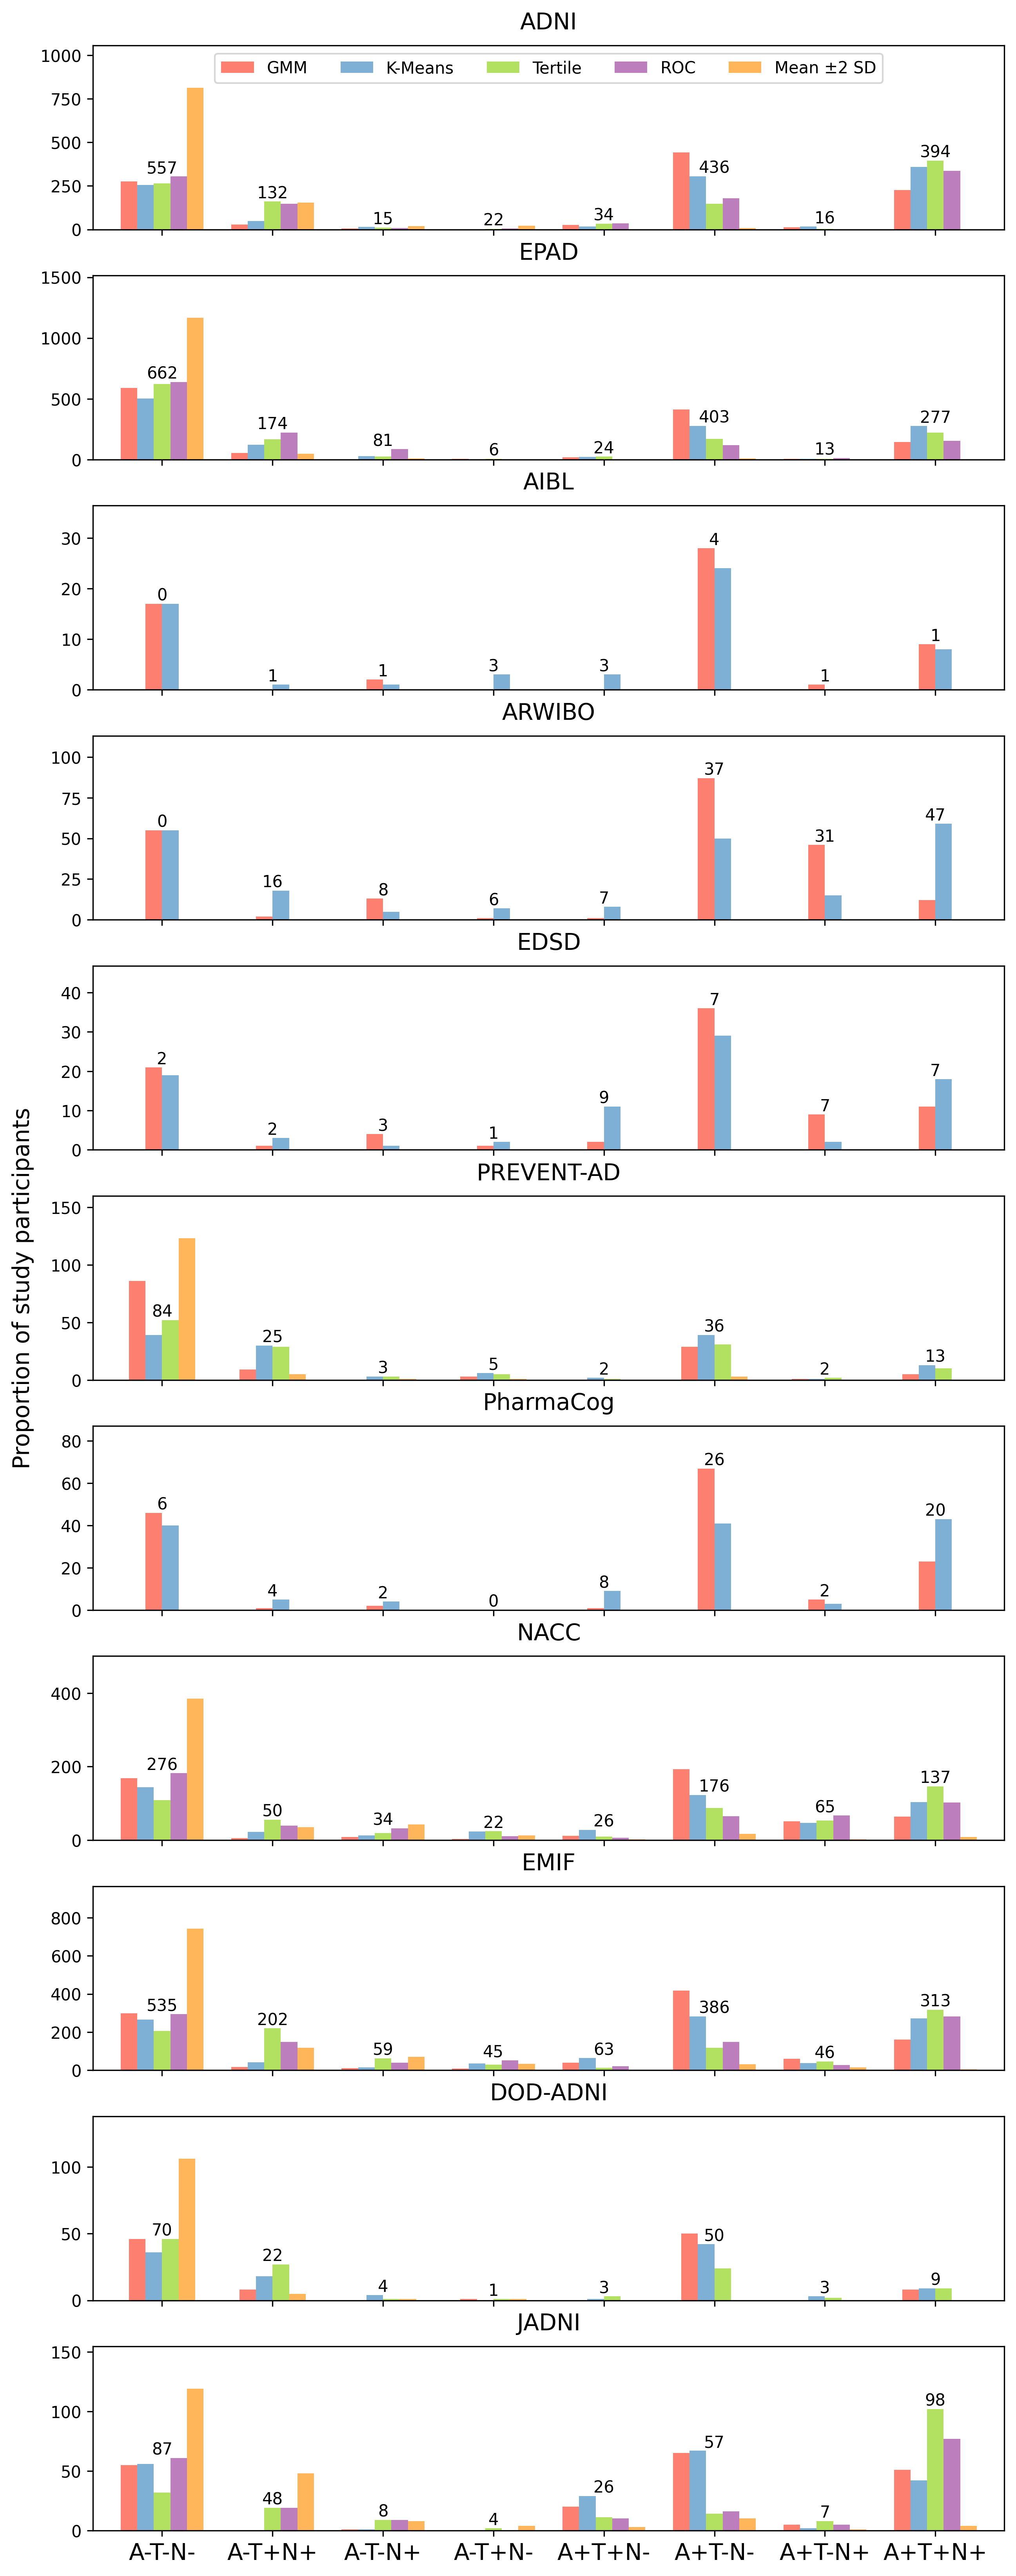 ADNI
GMM K-Means Tertile ROC Mean ±2 SD
1000
750
500
250
0
557 132 15 22 34 436 16 394
EPAD
1500
1000
500
0
662 174 81 6 24 403 13 277
AIBL
30
20
10
0
0 1 1 3 3 4 1 1
ARWIBO
100
75
50
25
0
0 16 8 6 7 37 31 47
EDSD
40
30
20
10
0
2 2 3 1 9 7 7 7
Proportion of study participants
PREVENT-AD
150
100
50
0
84 25 3 5 2 36 2 13
PharmaCog
80
60
40
20
0
6 4 2 0 8 26 2 20
NACC
400
200
0
276 50 34 22 26 176 65 137
EMIF
800
600
400
200
0
535 202 59 45 63 386 46 313
DOD-ADNI
100
50
0
70 22 4 1 3 50 3 9
JADNI
150
100
50
0
87 48 8 4 26 57 7 98
A-T-N- A-T+N+ A-T-N+ A-T+N- A+T+N- A+T-N- A+T-N+ A+T+N+